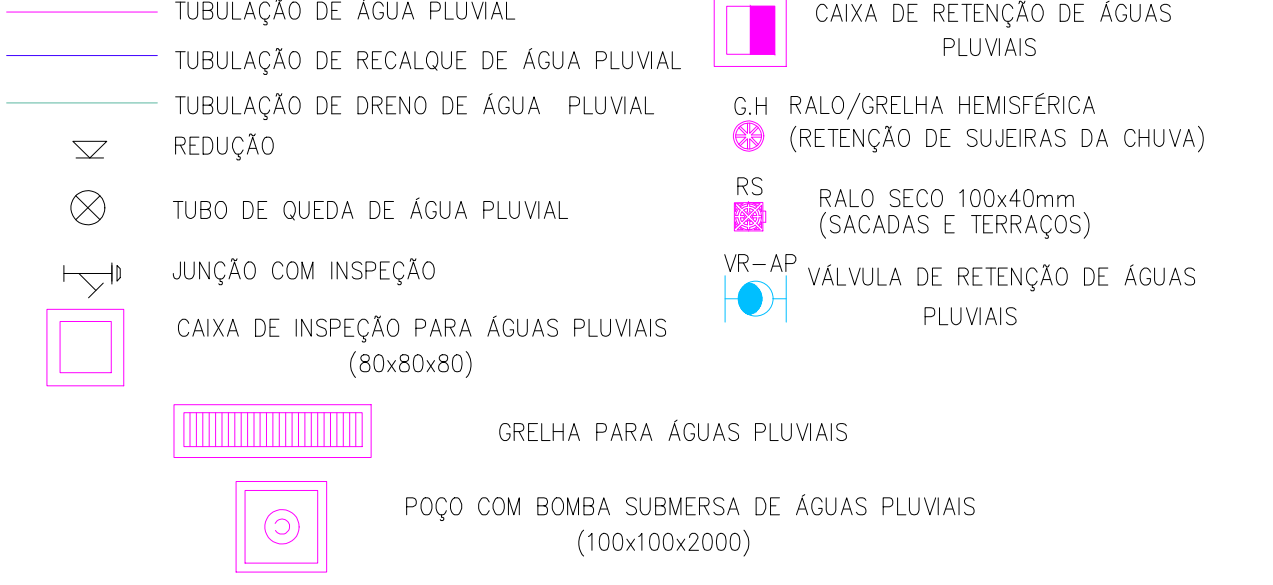 TUBULAÇÃO DE ÁGUA PLUVIAL
TUBULAÇÃO DE RECALQUE DE ÁGUA PLUVIAL
TUBULAÇÃO DE DRENO DE ÁGUA PLUVIAL
REDUÇÃO
TUBO DE QUEDA DE ÁGUA PLUVIAL
JUNÇÃO COM INSPEÇÃO
CAIXA DE INSPEÇÃO PARA ÁGUAS PLUVIAIS
(80x80x80)
GRELHA PARA ÁGUAS PLUVIAIS
POÇO COM BOMBA SUBMERSA DE ÁGUAS PLUVIAIS
(100x100x2000)
CAIXA DE RETENÇÃO DE ÁGUAS
PLUVIAIS
G.H RALO/GRELHA HEMISFÉRICA
(RETENÇÃO DE SUJEIRAS DA CHUVA)
RS
RALO SECO 100x40mm
(SACADAS E TERRAÇOS)
VR-AP
VÁLVULA DE RETENÇÃO DE ÁGUAS
PLUVIAIS